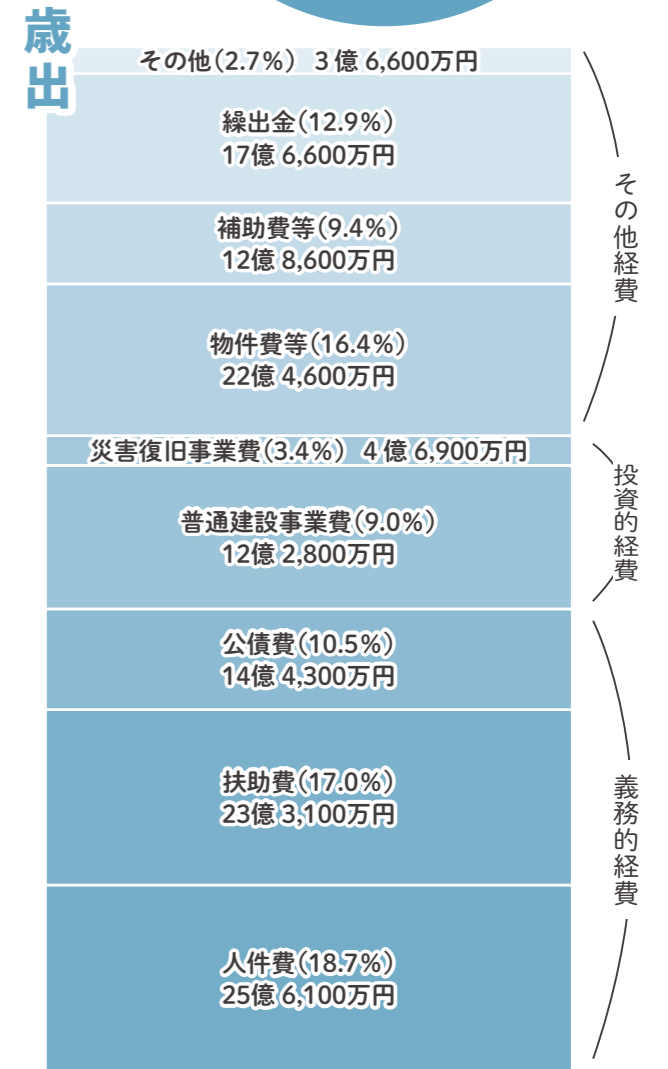 歳出
その他（2.7％） 3億 6,600万円
繰出金（12.9％）
17億 6,600万円
補助費等（9.4％）
12億 8,600万円
物件費等（16.4％）
22億 4,600万円
その他経費
災害復旧事業費（3.4％） 4億 6,900万円
普通建設事業費（9.0％）
12億 2,800万円
投資的経費
公債費（10.5％）
14億 4,300万円
扶助費（17.0％）
23億 3,100万円
人件費（18.7％）
25億 6,100万円
義務的経費